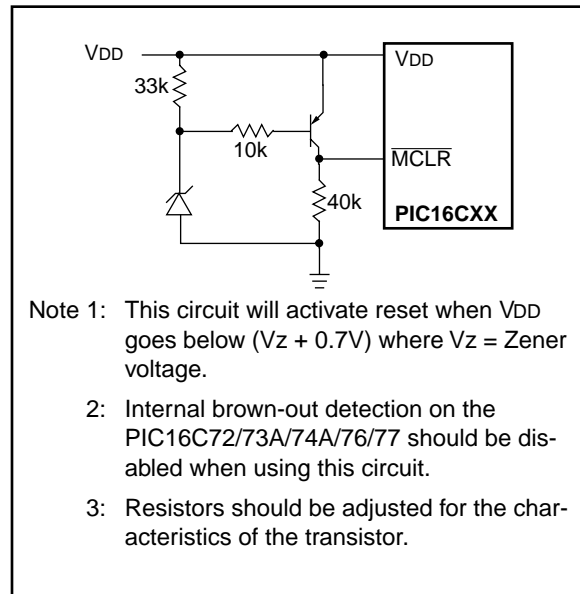 VDD
VDD
33k
10k
MCLR
40k
PIC16CXX
Note 1: This circuit will activate reset when VDD
goes below (Vz + 0.7V) where Vz = Zener
voltage.
2: Internal brown-out detection on the
PIC16C72/73A/74A/76/77 should be dis-
abled when using this circuit.
3: Resistors should be adjusted for the char-
acteristics of the transistor.